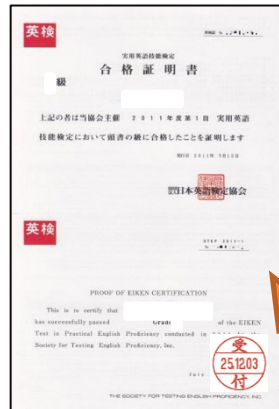 英検
実用英語技能検定
合格証明書
級
上記の者は当協会主催 2011年度第1回 実用英語
技能検定において頭書の級に合格したことを証明します
日本英語検定協会
英検
PROOF OF EIKEN CERTIFICATION
This is to certify that
has successfully passed Grade of the EIKEN
Test in Practical English Proficiency conducted in by the
Society for Testing English Proficiency, Inc.
July
受
25.12.03
付
THE SOCIETY FOR TESTING ENGLISH PROFICIENCY, INC.